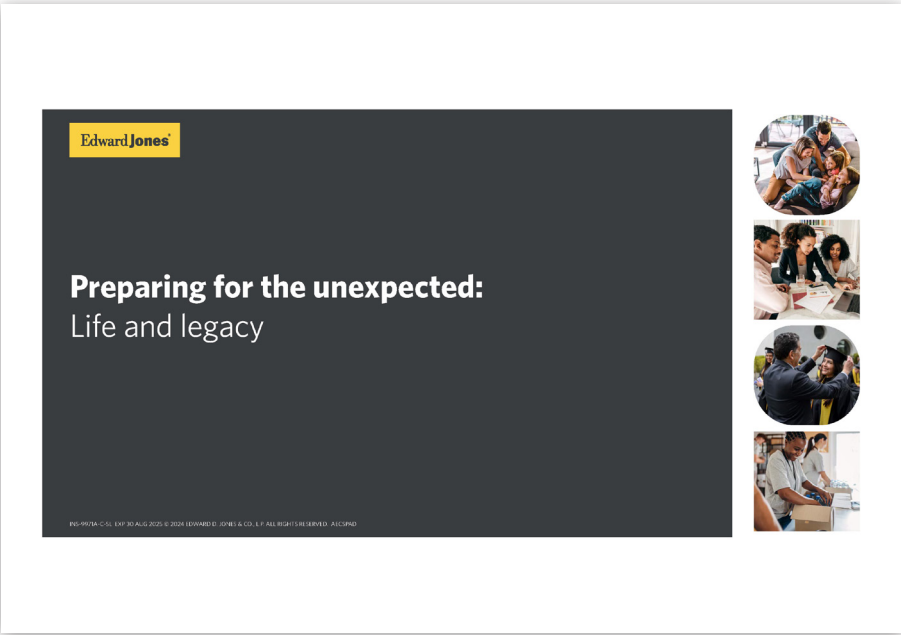 Edward Jones®
Preparing for the unexpected:
Life and legacy
INS-9971A-C-SL EXP 30 AUG 2025 © 2024 EDWARD D. JONES & CO., L.P. ALL RIGHTS RESERVED. AECSPAD